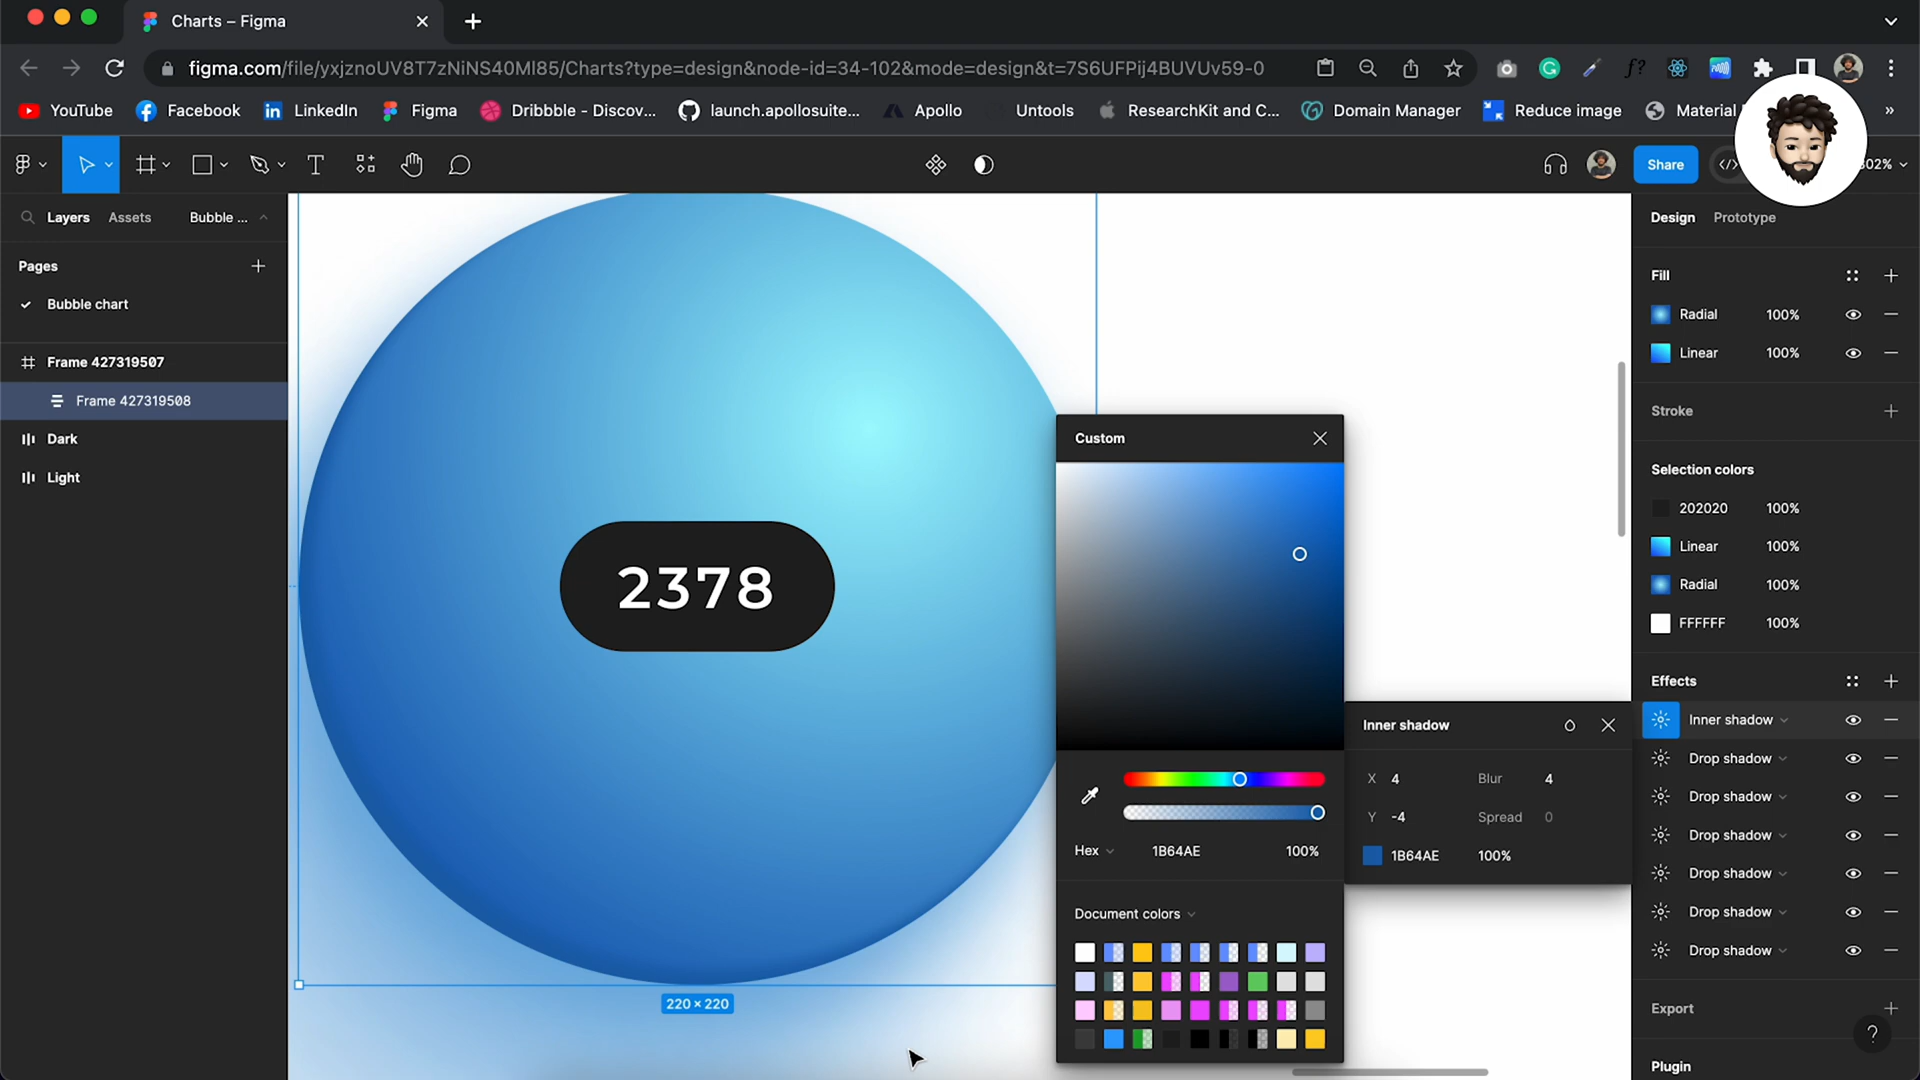 Charts – Figma
figma.com/file/yxjznoUV8T7zNiNS40Ml85/Charts?type=design&node-id=34-102&mode=design&t=7S6UFPij4BUVUv59-0
YouTube
Facebook
LinkedIn
Figma
Dribbble - Discov...
launch.apollosuite...
Apollo
Untools
ResearchKit and C...
Domain Manager
Reduce image
Material
»
Share
302%
Layers
Assets
Bubble ...
Design
Prototype
Pages
Bubble chart
Frame 427319507
Frame 427319508
Dark
Light
2378
220 × 220
Custom
Hex
1B64AE
100%
Document colors
Inner shadow
X 4
Blur 4
Y -4
Spread 0
1B64AE 100%
Fill
Radial 100%
Linear 100%
Stroke
Selection colors
202020 100%
Linear 100%
Radial 100%
FFFFFF 100%
Effects
Inner shadow
Drop shadow
Drop shadow
Drop shadow
Drop shadow
Drop shadow
Drop shadow
Export
?
Plugin